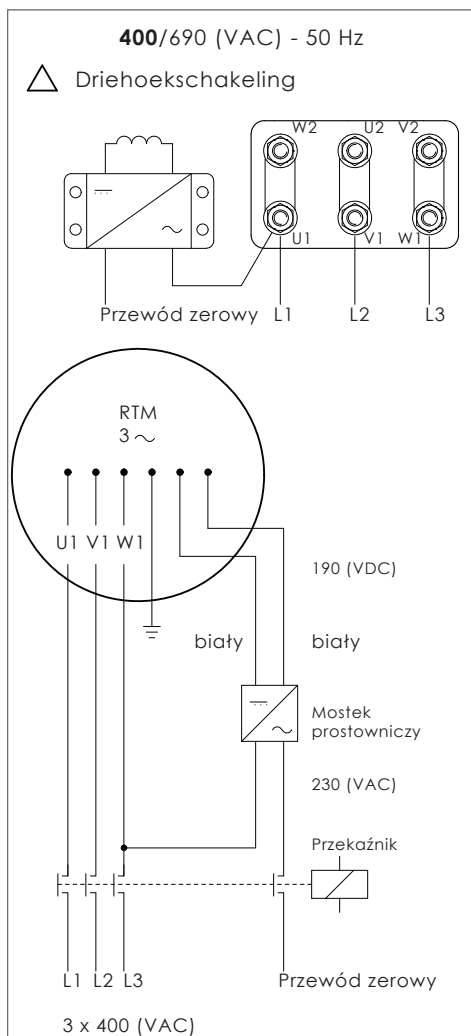 400/690 (VAC) - 50 Hz
Driehoekschakeling
W2 U2 V2
U1 V1 W1
Przewód zerowy L1 L2 L3
RTM
3 ~
U1 V1 W1
190 (VDC)
biały biały
Mostek
prostowniczy
230 (VAC)
Przekaźnik
L1 L2 L3 Przewód zerowy
3 x 400 (VAC)